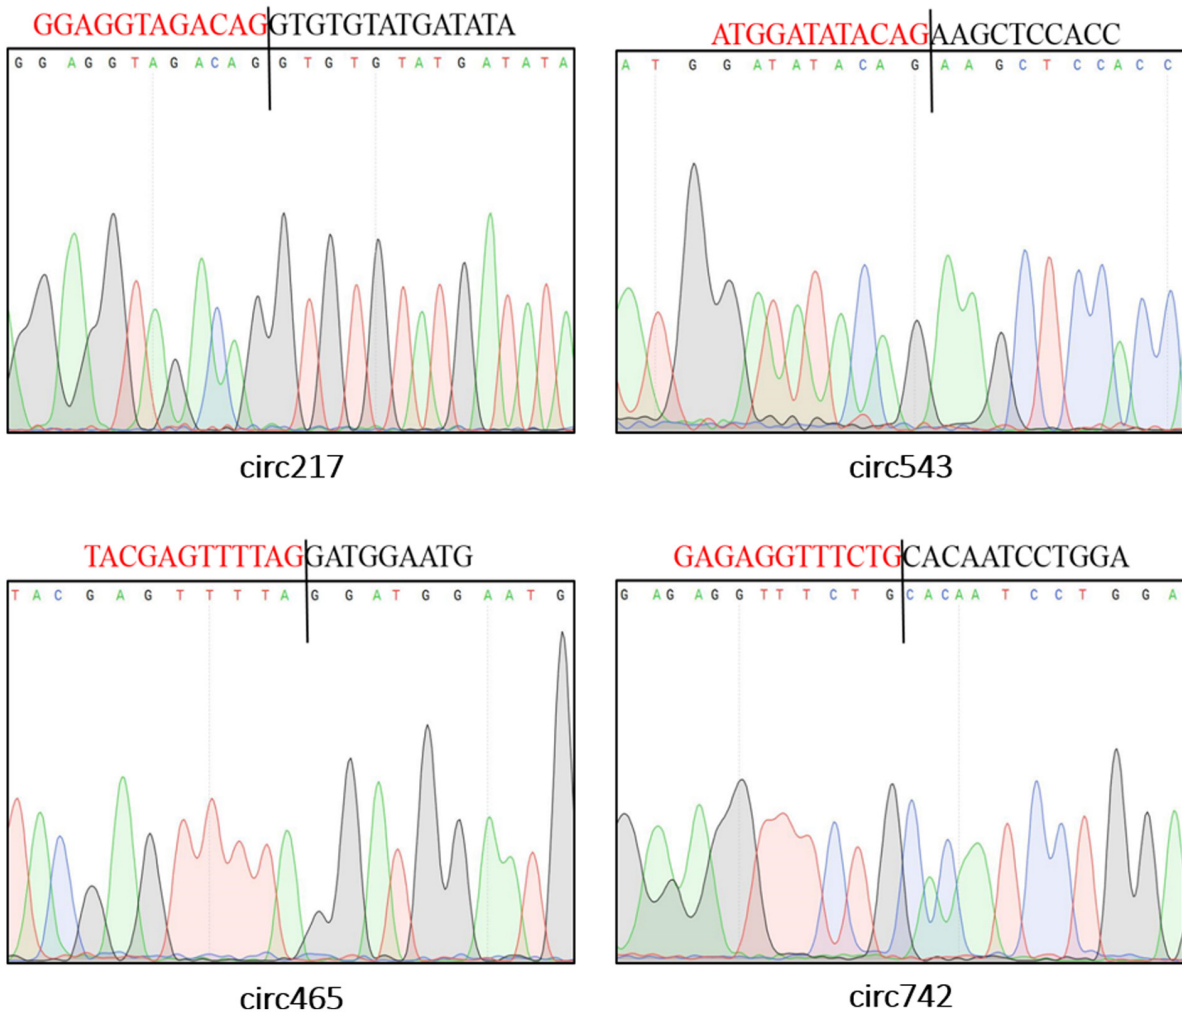 GGAGGTAGACAGGTGTGTATGATATA
G G A G G T A G A C A G G T G T G T A T G A T A T A
circ217
ATGGATATACAGAAGCTCCACC
A T G G A T A T A C A G A A G C T C C A C C
circ543
TACGAGTTTTAGGATGGAATG
T A C G A G T T T T A G G A T G G A A T G
circ465
GAGAGGTTTCTGCACAATCCTGGA
G A G A G G T T T C T G C A C A A T C C T G G A
circ742